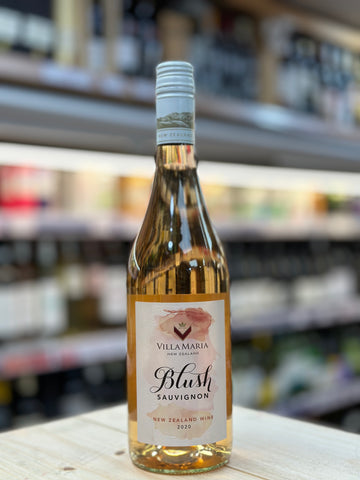 NEW ZEALAND
VILLA MARIA
NEW ZEALAND
Blush
SAUVIGNON
NEW ZEALAND WINE
2020